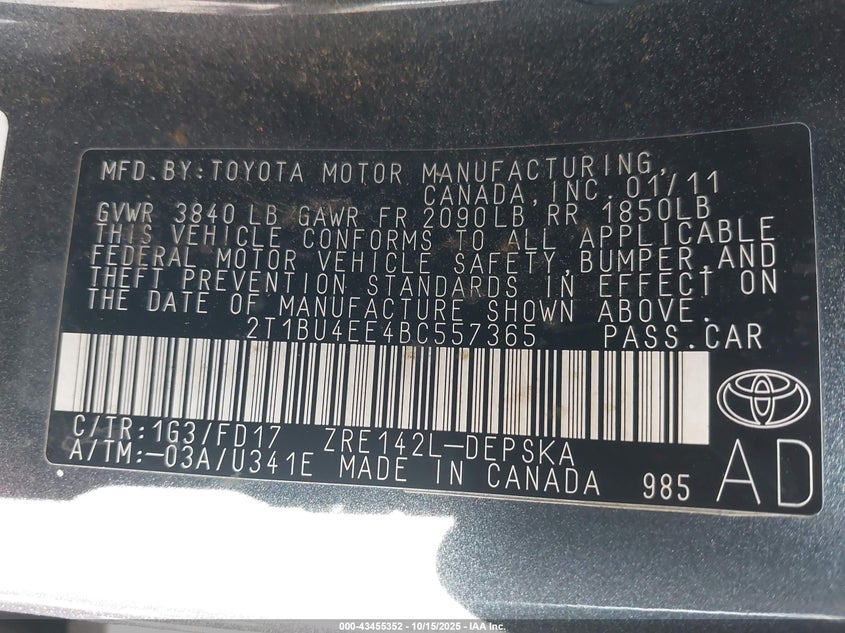 MFD. BY: TOYOTA MOTOR MANUFACTURING,
CANADA, INC. 01/11
GVWR 3840 LB GAWR FR 2090LB RR 1850LB
THIS VEHICLE CONFORMS TO ALL APPLICABLE
FEDERAL MOTOR VEHICLE SAFETY, BUMPER, AND
THEFT PREVENTION STANDARDS IN EFFECT ON
THE DATE OF MANUFACTURE SHOWN ABOVE.
2T1BU4EE4BC557365 PASS. CAR
C/TR: 1G3/FD17 ZRE142L-DEPSKA
A/TM: -03A/U341E MADE IN CANADA 985 AD
000-43455352 - 10/15/2025 - IAA Inc.